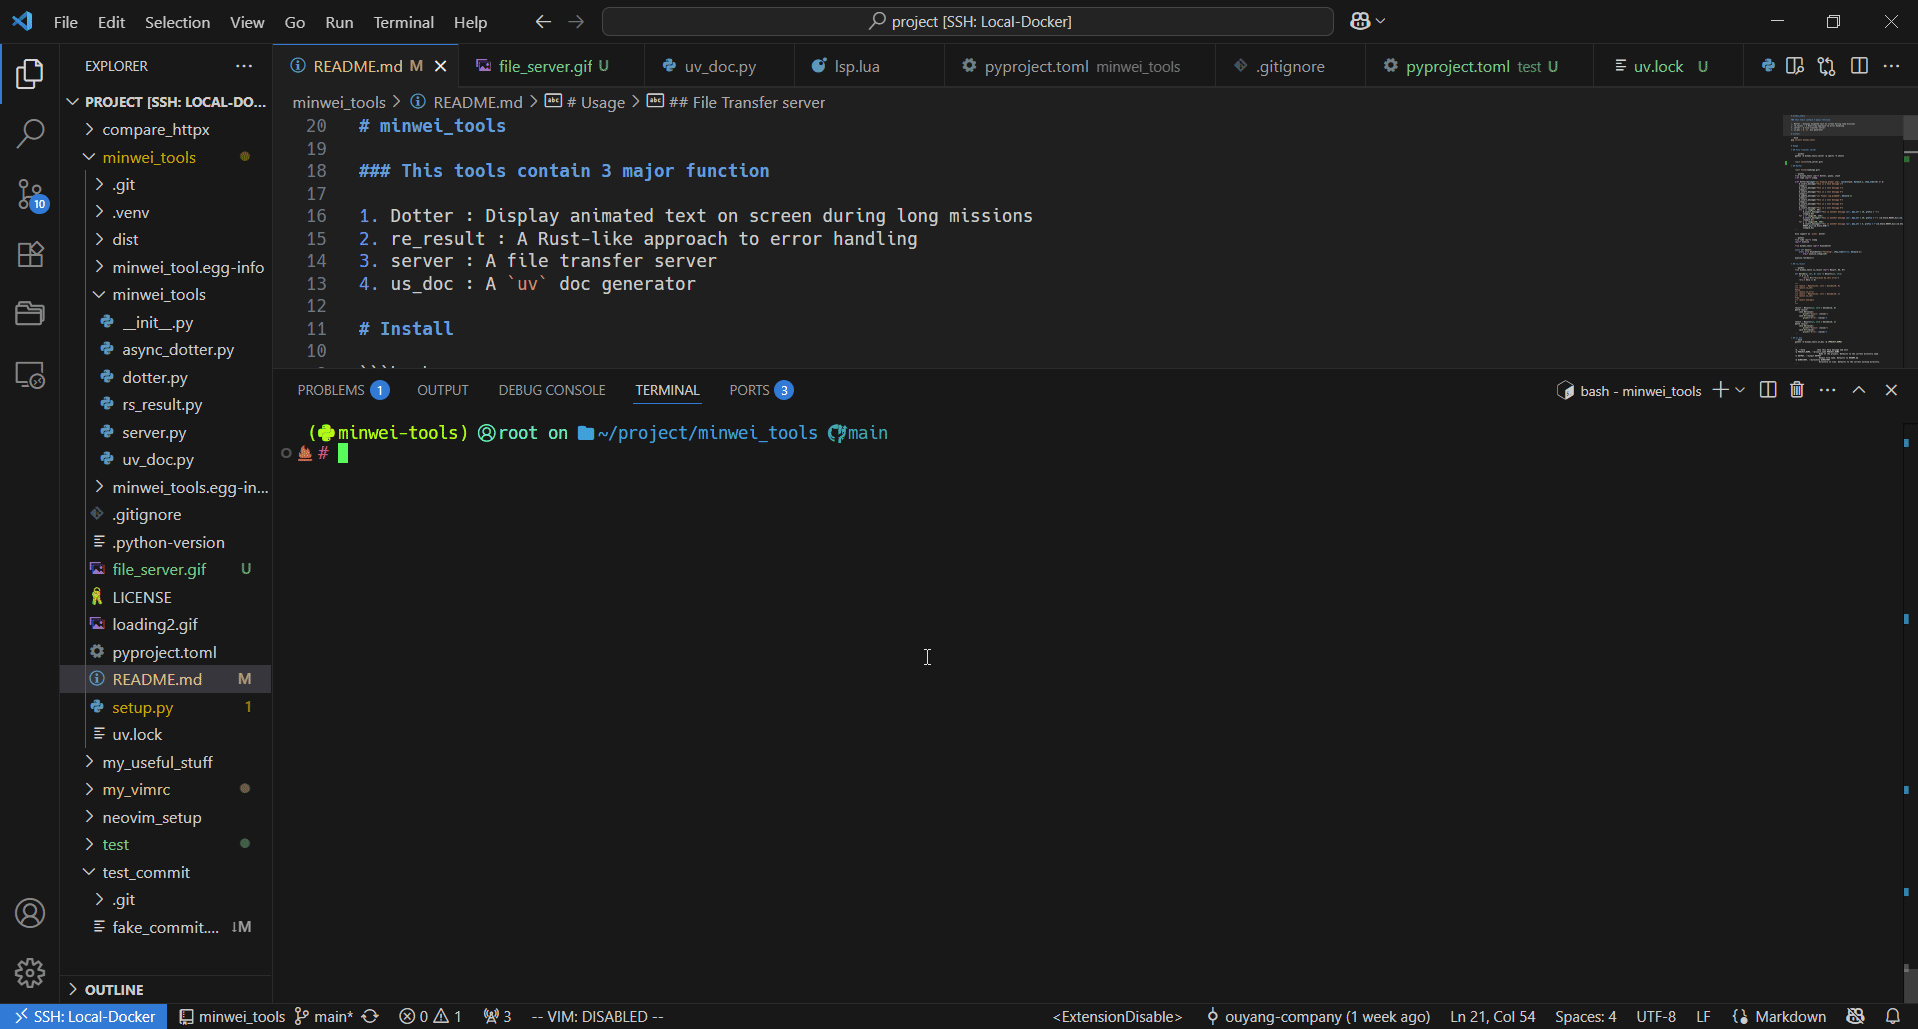 File Edit Selection View Go Run Terminal Help
project [SSH: Local-Docker]
EXPLORER
PROJECT [SSH: LOCAL-DO...
compare_httpx
minwei_tools
.git
.venv
dist
minwei_tool.egg-info
minwei_tools
__init__.py
async_dotter.py
dotter.py
rs_result.py
server.py
uv_doc.py
minwei_tools.egg-in...
.gitignore
.python-version
file_server.gif U
LICENSE
loading2.gif
pyproject.toml
README.md M
setup.py 1
uv.lock
my_useful_stuff
my_vimrc
neovim_setup
test
test_commit
.git
fake_commit.... ↓M
OUTLINE
10
README.md M
file_server.gif U
uv_doc.py
lsp.lua
pyproject.toml minwei_tools
.gitignore
pyproject.toml test U
uv.lock U
minwei_tools > README.md > # Usage > ## File Transfer server
20 # minwei_tools
19
18 ### This tools contain 3 major function
17
16 1. Dotter : Display animated text on screen during long missions
15 2. re_result : A Rust-like approach to error handling
14 3. server : A file transfer server
13 4. us_doc : A `uv` doc generator
12
11 # Install
10
PROBLEMS 1 OUTPUT DEBUG CONSOLE TERMINAL PORTS 3
bash - minwei_tools
(minwei-tools) root on ~/project/minwei_tools main
#
SSH: Local-Docker minwei_tools main* 0 1 3 -- VIM: DISABLED --
<ExtensionDisable> ouyang-company (1 week ago) Ln 21, Col 54 Spaces: 4 UTF-8 LF Markdown